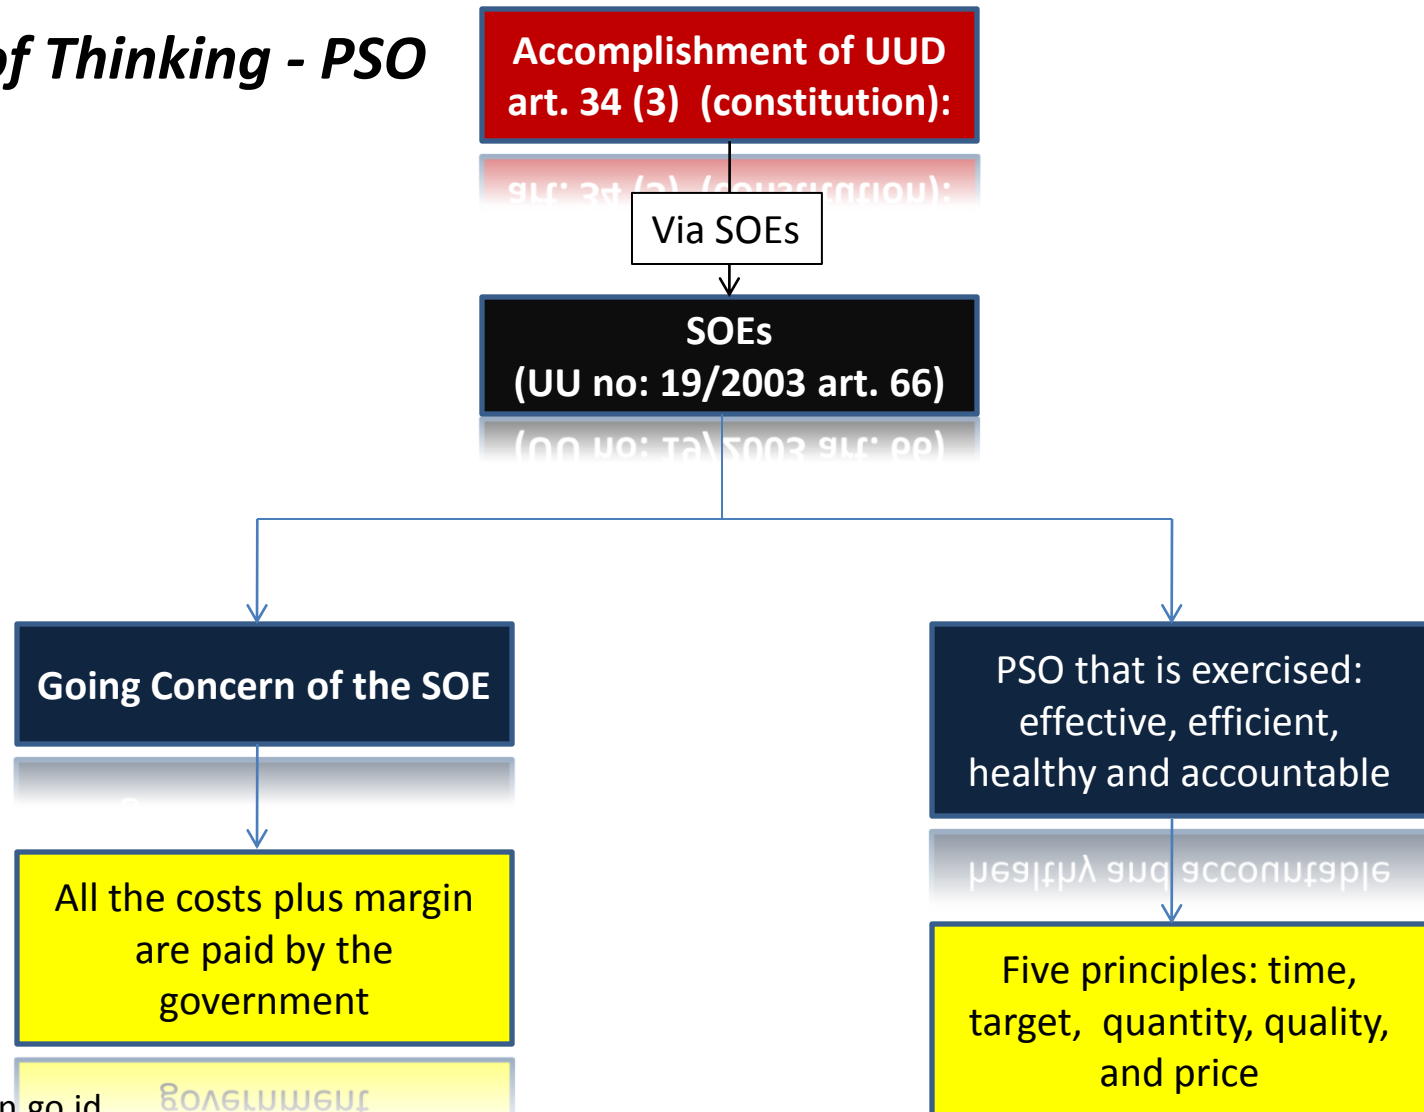 of Thinking - PSO
Accomplishment of UUD
art. 34 (3) (constitution):
Via SOEs
SOEs
(UU no: 19/2003 art. 66)
Going Concern of the SOE
PSO that is exercised:
effective, efficient,
healthy and accountable
All the costs plus margin
are paid by the
government
Five principles: time,
target, quantity, quality,
and price
n.go.id